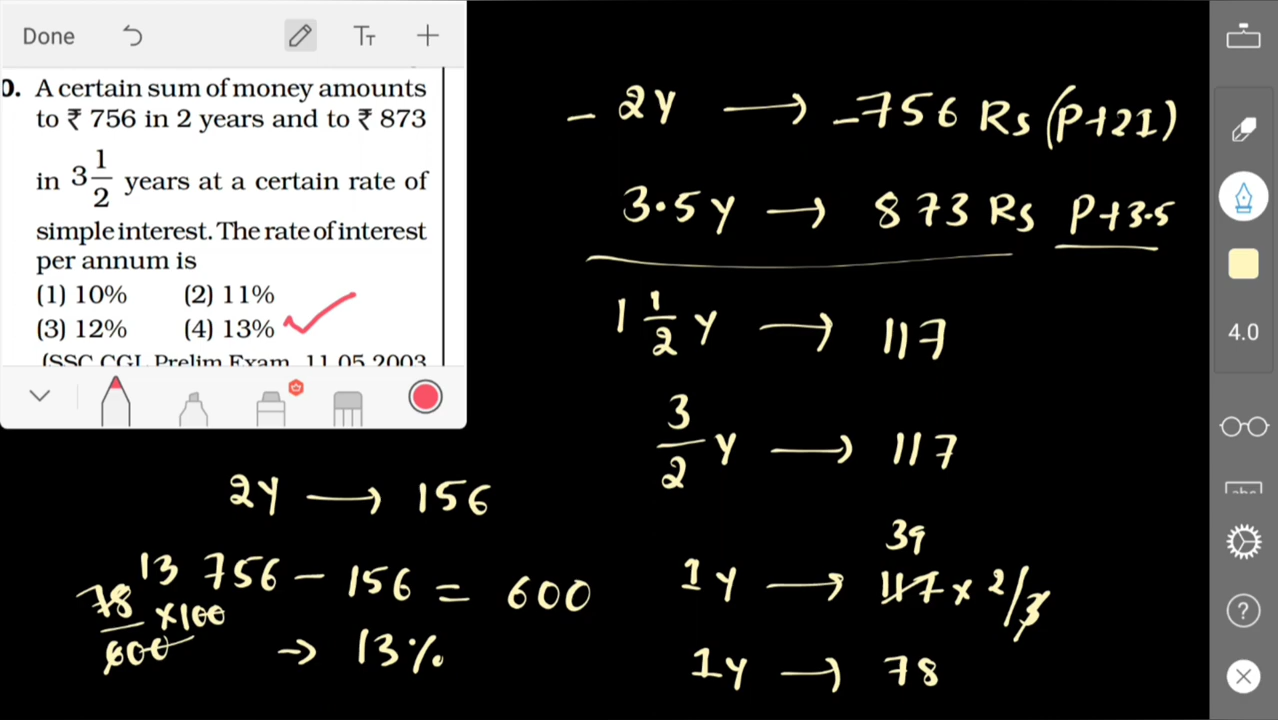 Done
0. A certain sum of money amounts
to ₹ 756 in 2 years and to ₹ 873
in 3 1/2 years at a certain rate of
simple interest. The rate of interest
per annum is
(1) 10% (2) 11%
(3) 12% (4) 13%
(SSC CGL Prelim Exam. 11.05.2003
- 2Y → -756 Rs (P+2I)
3.5Y → 873 Rs P+3.5
1 1/2 Y → 117
3/2 Y → 117
39
1Y → 117 x 2/3
1Y → 78
2Y → 156
13 756 - 156 = 600
78/600 x100 → 13%
4.0
abc